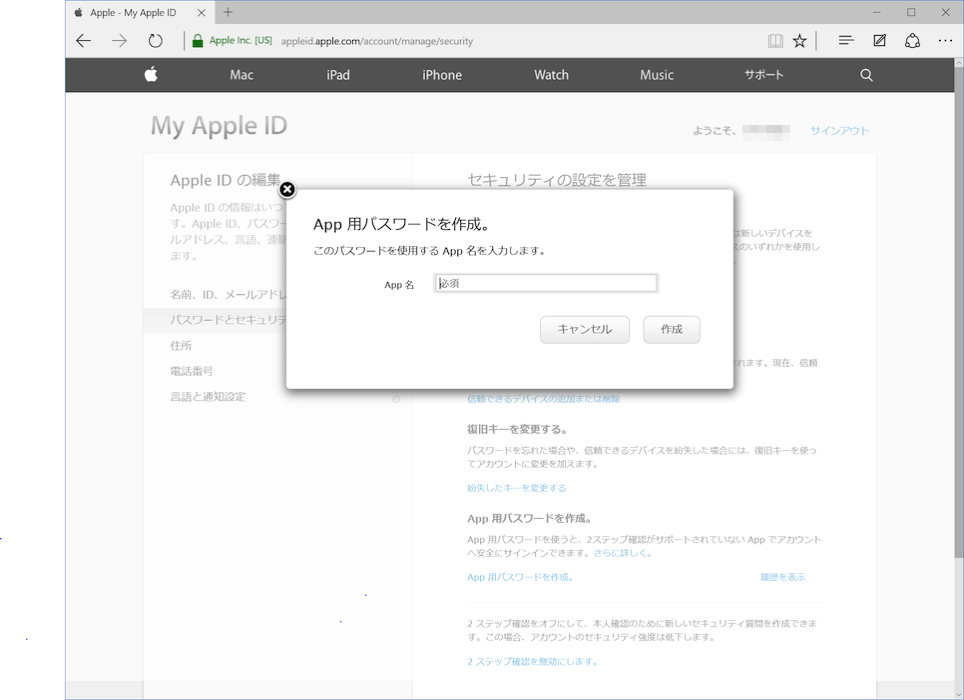 Apple - My Apple ID
Apple Inc. [US] appleid.apple.com/account/manage/security
Mac iPad iPhone Watch Music サポート
My Apple ID
ようこそ、 サインアウト
Apple ID の編集
Apple ID の情報はいつ
す。Apple ID、パスワー
ルアドレス、言語、連絡
ます。
名前、ID、メールアドレ
パスワードとセキュリテ
住所
電話番号
言語と通知設定
セキュリティの設定を管理
は新しいデバイスを
スのいずれかを使用し
App 用パスワードを作成。
このパスワードを使用する App 名を入力します。
App 名 必須
キャンセル 作成
れます。現在、信頼
信頼できるデバイスの追加または削除
復旧キーを変更する。
パスワードを忘れた場合や、信頼できるデバイスを紛失した場合には、復旧キーを使っ
てアカウントに変更を加えます。
紛失したキーを変更する
App 用パスワードを作成。
App 用パスワードを使うと、2ステップ確認がサポートされていない App でアカウント
へ安全にサインインできます。さらに詳しく。
App 用パスワードを作成。 履歴を表示
2 ステップ確認をオフにして、本人確認のために新しいセキュリティ質問を作成できま
す。この場合、アカウントのセキュリティ強度は低下します。
2 ステップ確認を無効にします。